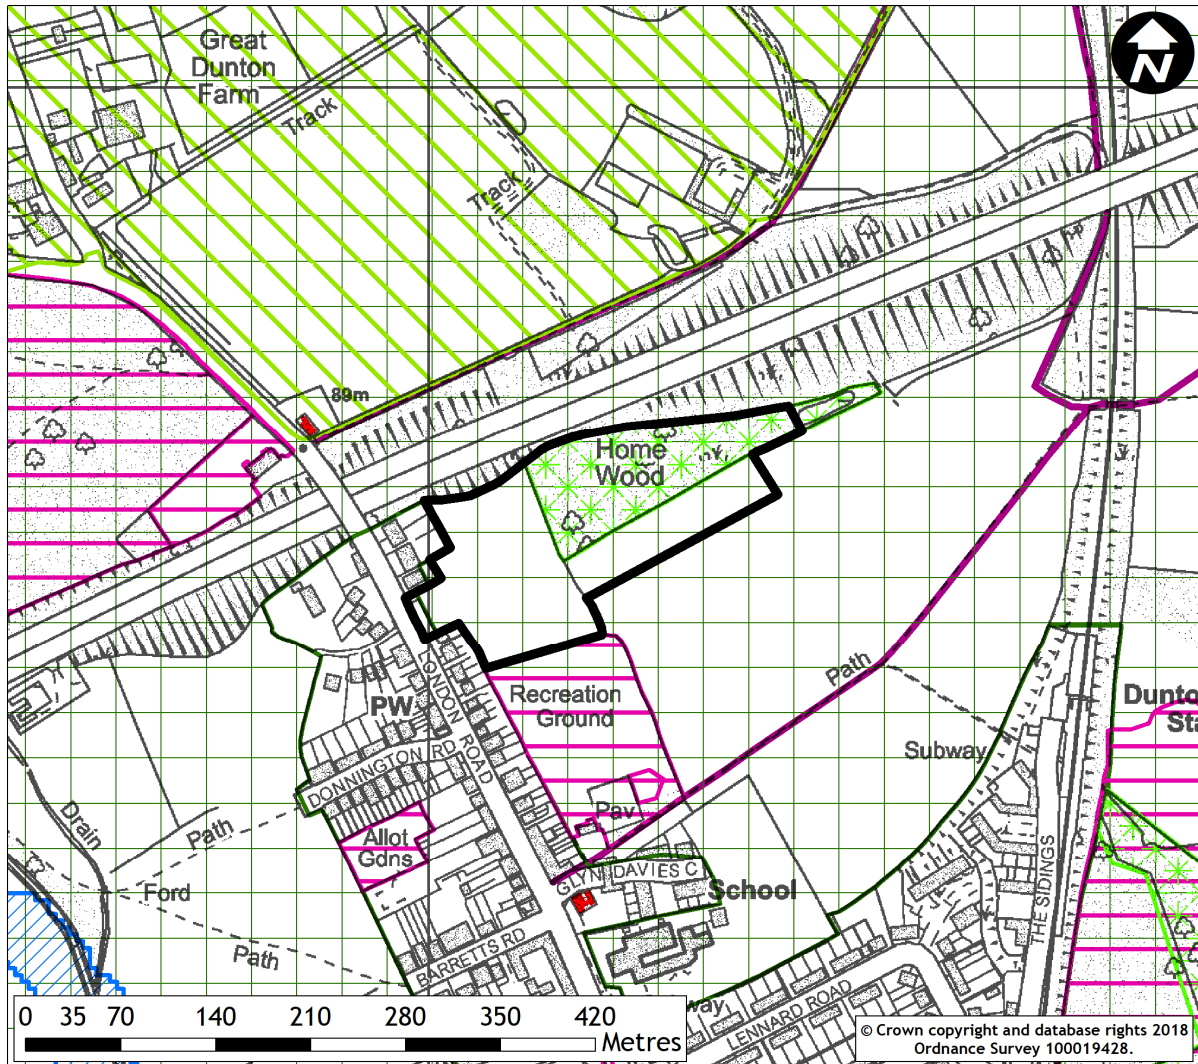 Great
Dunton
Farm
Track
N
Track
89m
Home
Wood
Path
Recreation
Ground
PW
LONDON ROAD
DONNINGTON RD
Subway
Dunto
Sta
Drain
Path
Allot
Gdns
Pav
GLYN DAVIES C
School
Ford
THE SIDINGS
Path
BARRETTS RD
LENNARD ROAD
way
0 35 70 140 210 280 350 420
Metres
© Crown copyright and database rights 2018
Ordnance Survey 100019428.